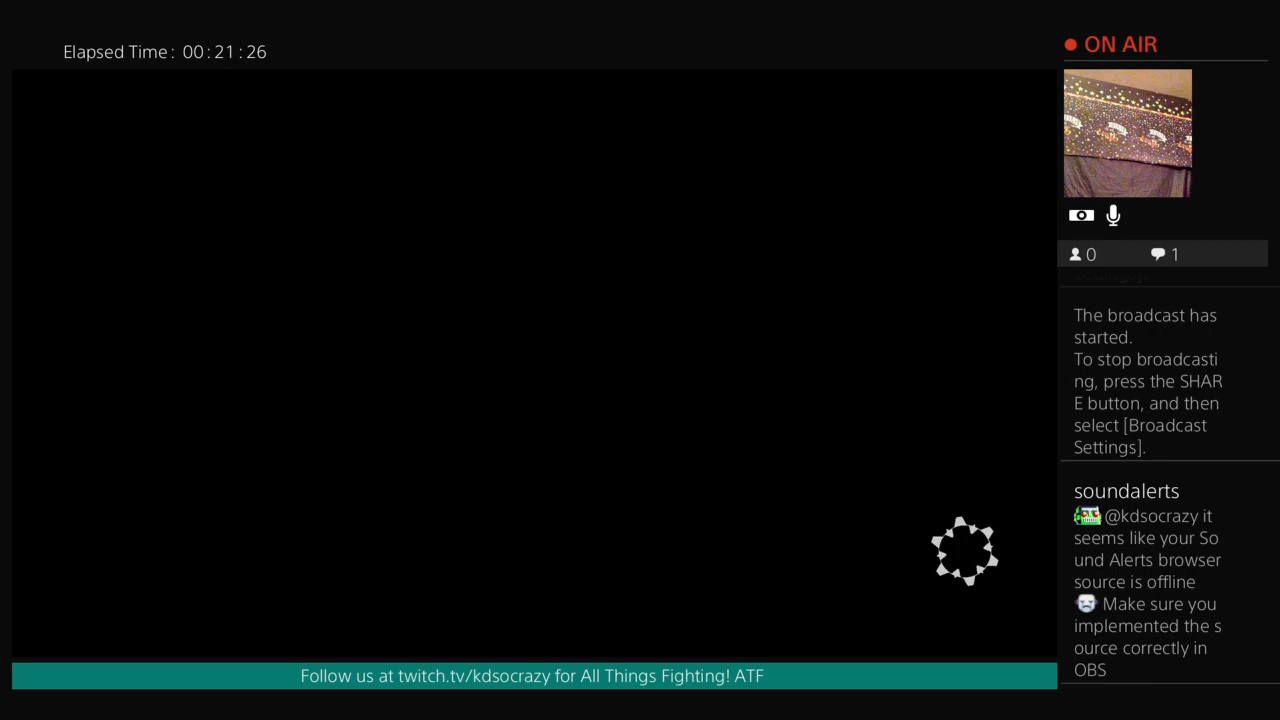 Elapsed Time: 00:21:26
ON AIR
0
1
The broadcast has
started.
To stop broadcasti
ng, press the SHAR
E button, and then
select [Broadcast
Settings].
soundalerts
@kdsocrazy it
seems like your So
und Alerts browser
source is offline
Make sure you
implemented the s
ource correctly in
OBS
Follow us at twitch.tv/kdsocrazy for All Things Fighting! ATF